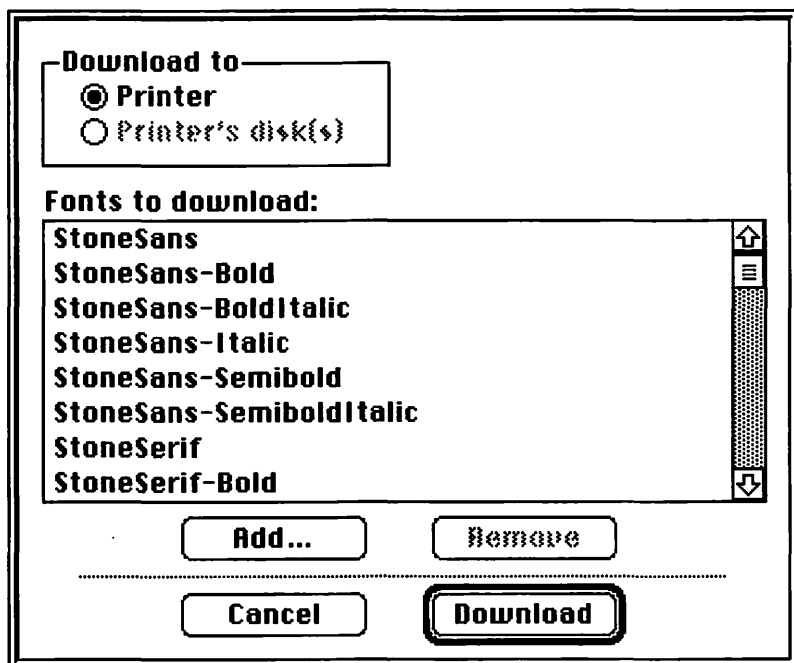 Download to
Printer
Printer's disk(s)
Fonts to download:
StoneSans
StoneSans-Bold
StoneSans-BoldItalic
StoneSans-Italic
StoneSans-Semibold
StoneSans-SemiboldItalic
StoneSerif
StoneSerif-Bold
Add... Remove
Cancel Download